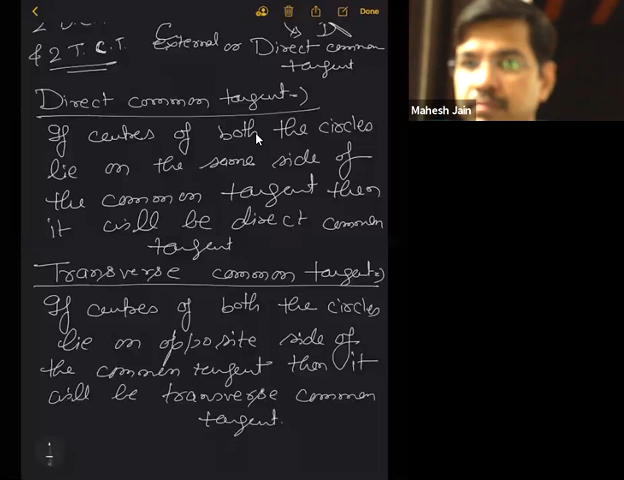 Done
& 2 T. C.T. External or Direct common
tangent
Direct common tangent→
If centres of both the circles
lie on the same side of
the common tangent then
it will be direct common
tangent
Transverse common tangent→
If centres of both the circles
lie on opposite side of
the common tangent then it
will be transverse common
tangent.
Mahesh Jain